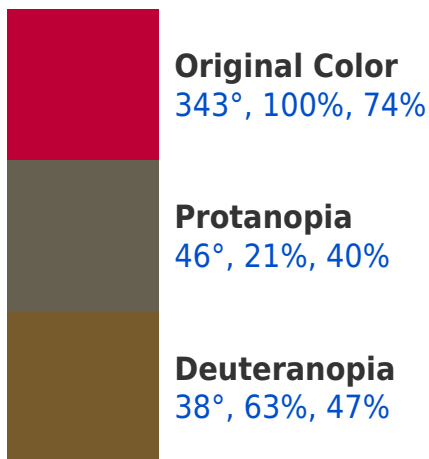 Original Color
343°, 100%, 74%
Protanopia
46°, 21%, 40%
Deuteranopia
38°, 63%, 47%